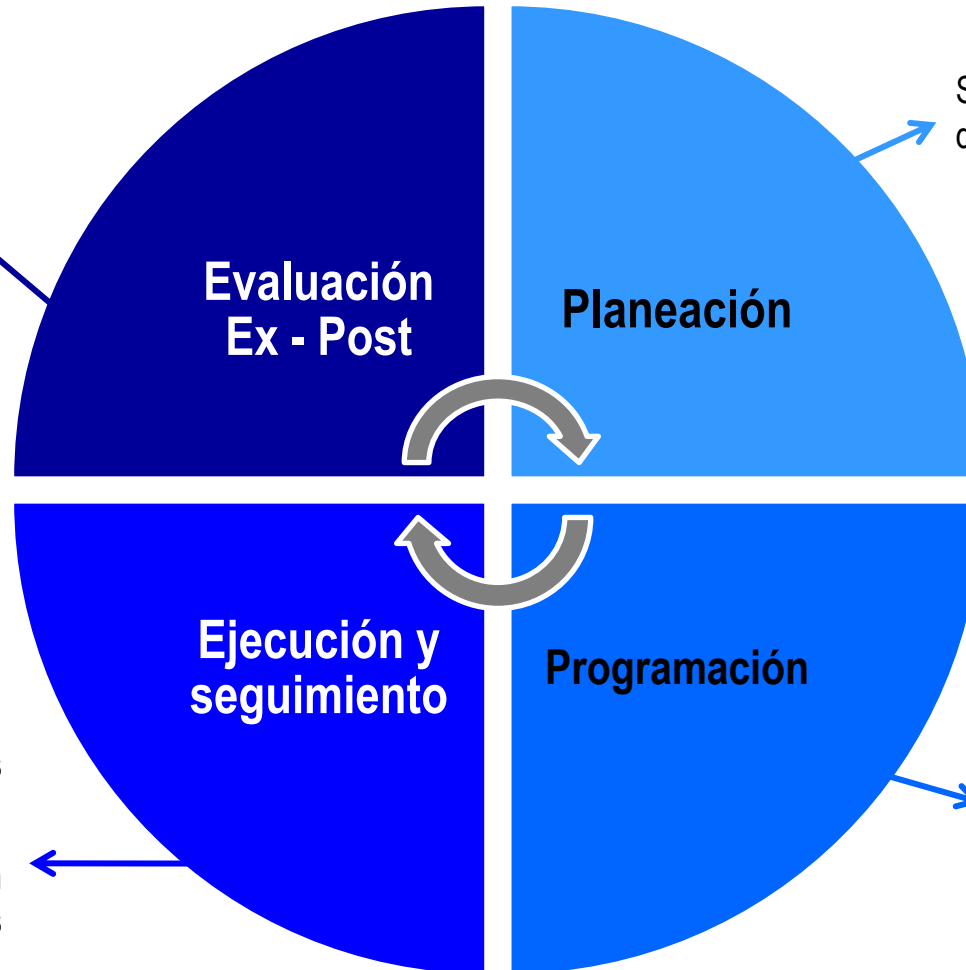 Evaluación
Ex - Post
Planeación
Ejecución y
seguimiento
Programación